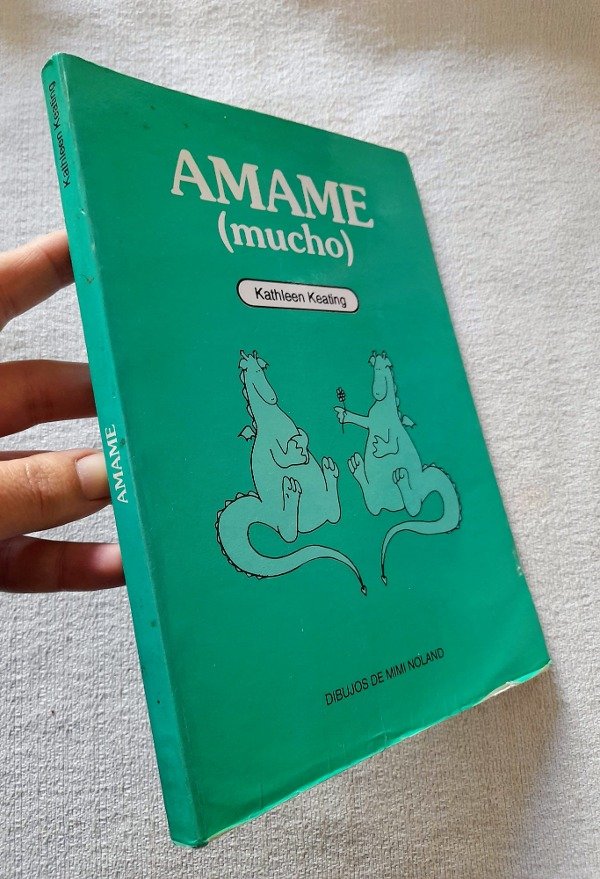 AMAME
(mucho)
Kathleen Keating
DIBUJOS DE MIMI NOLAND
Kathleen Keating
AMAME